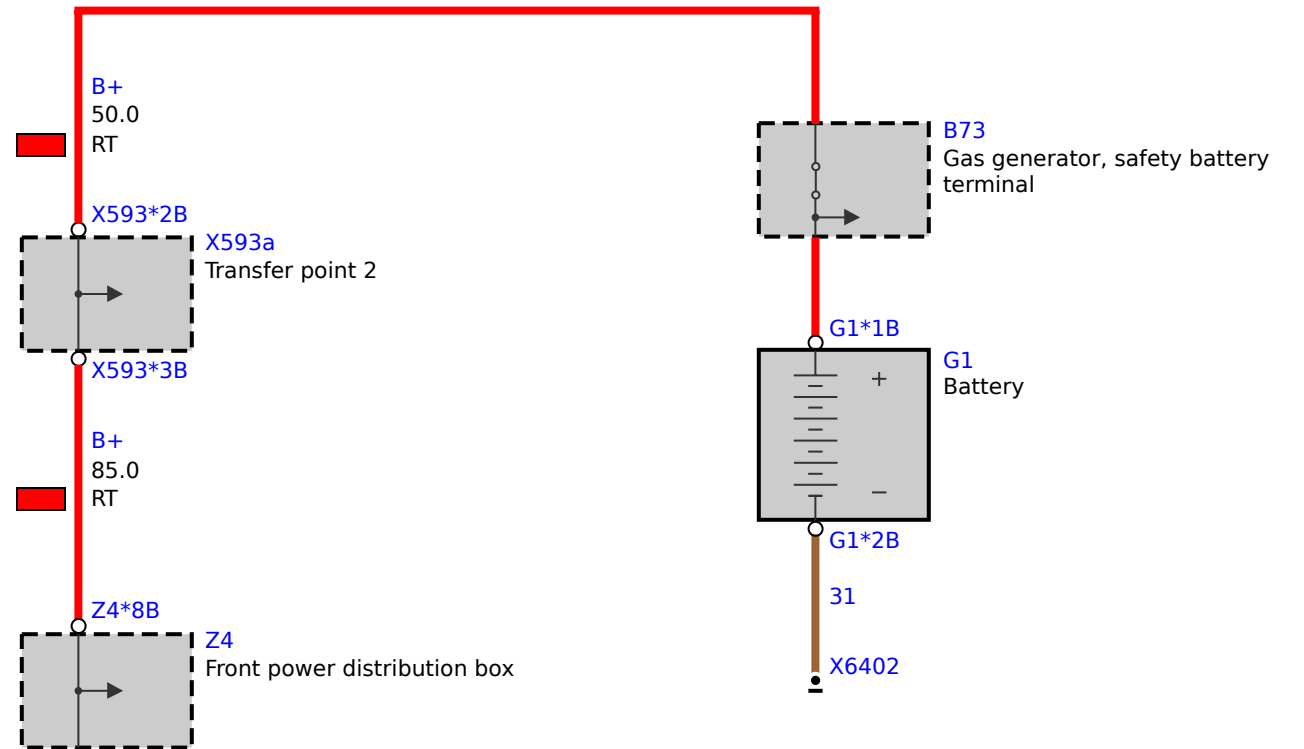 B+
50.0
RT
X593*2B
X593a
Transfer point 2
X593*3B
B+
85.0
RT
Z4*8B
Z4
Front power distribution box
B73
Gas generator, safety battery
terminal
G1*1B
G1
Battery
+
−
G1*2B
31
X6402